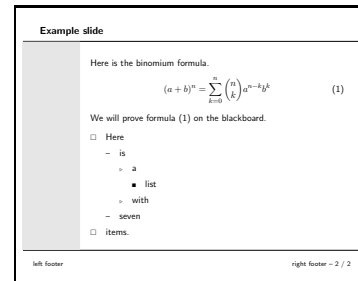 Example slide
Here is the binomium formula.
(a + b)^n = \sum_{k=0}^{n} \binom{n}{k} a^{n-k} b^k (1)
We will prove formula (1) on the blackboard.
□ Here
– is
▹ a
■ list
▹ with
– seven
□ items.
left footer right footer – 2 / 2